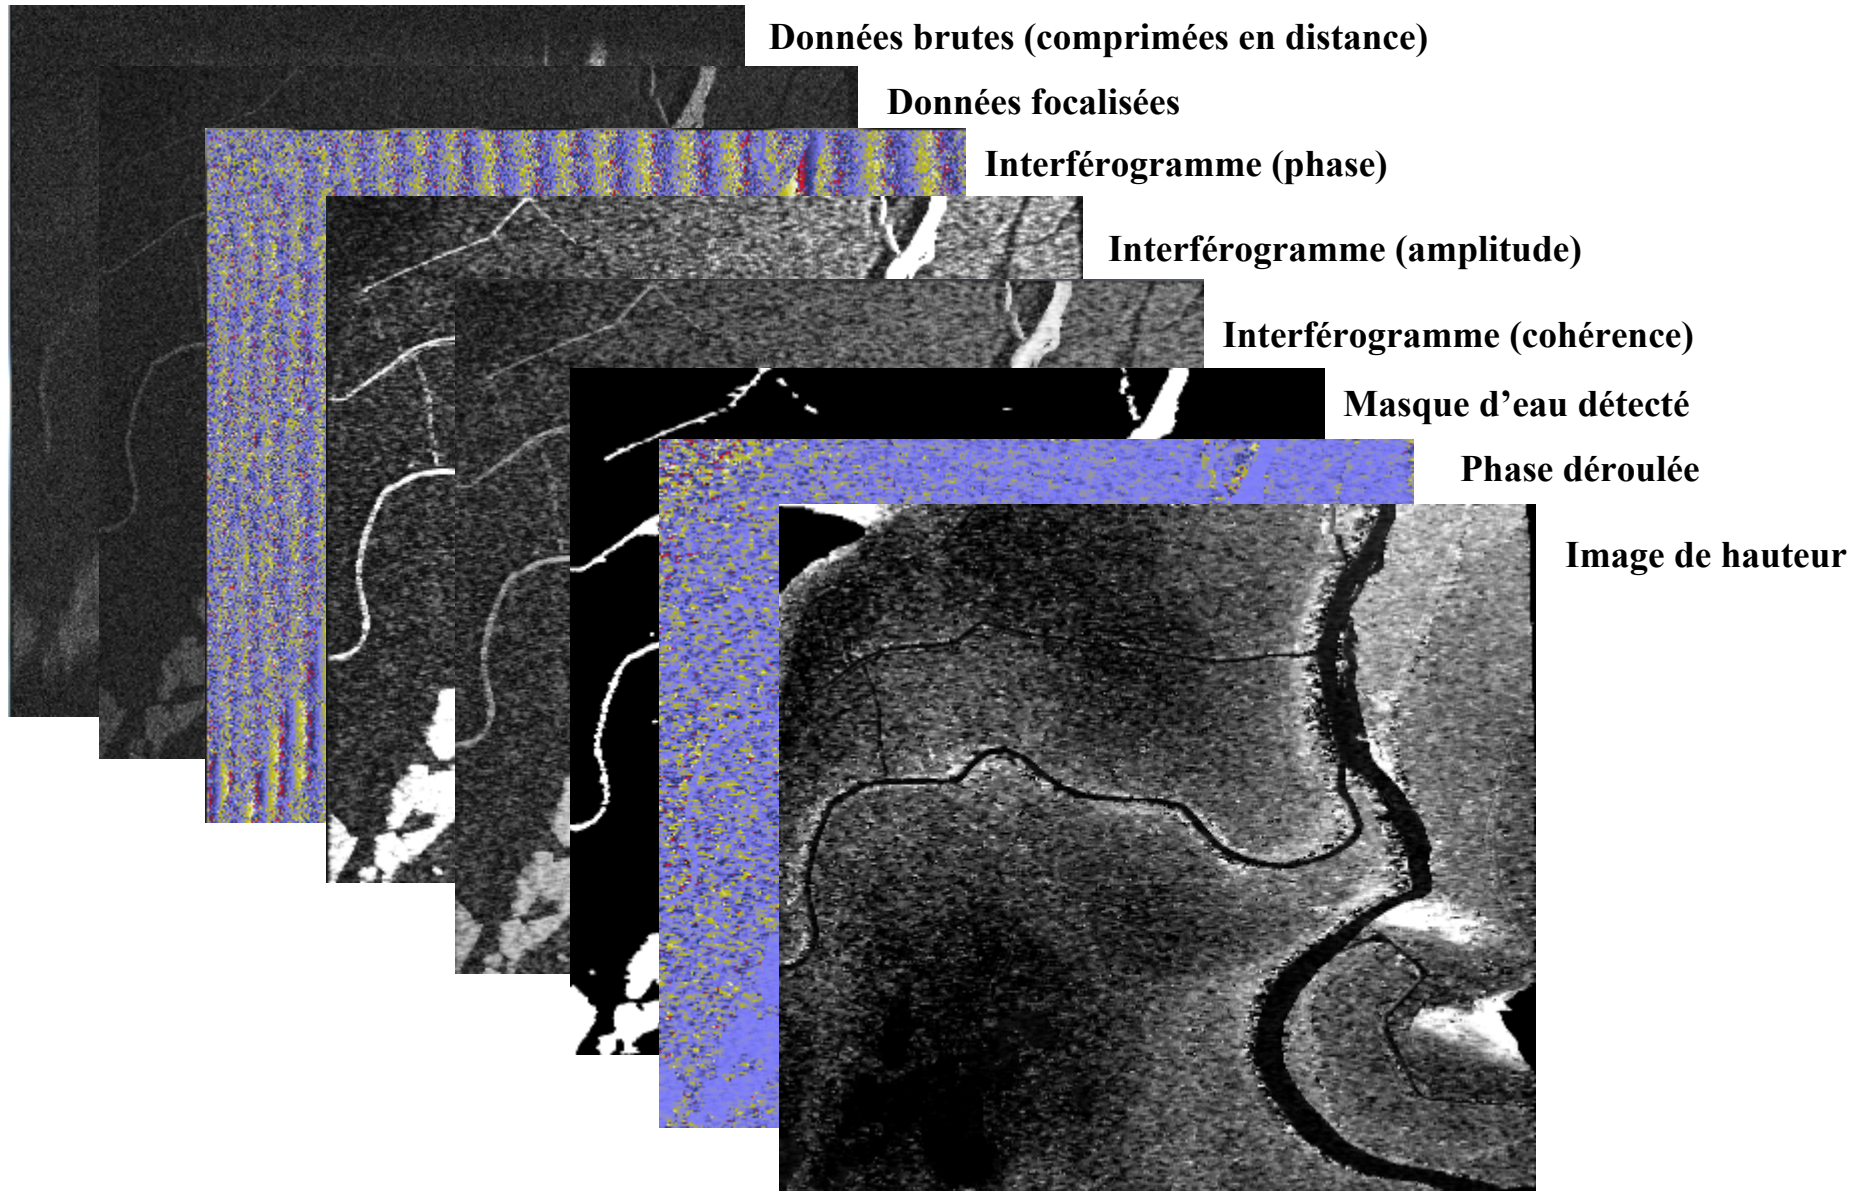 Données brutes (comprimées en distance)
Données focalisées
Interférogramme (phase)
Interférogramme (amplitude)
Interférogramme (cohérence)
Masque d’eau détecté
Phase déroulée
Image de hauteur